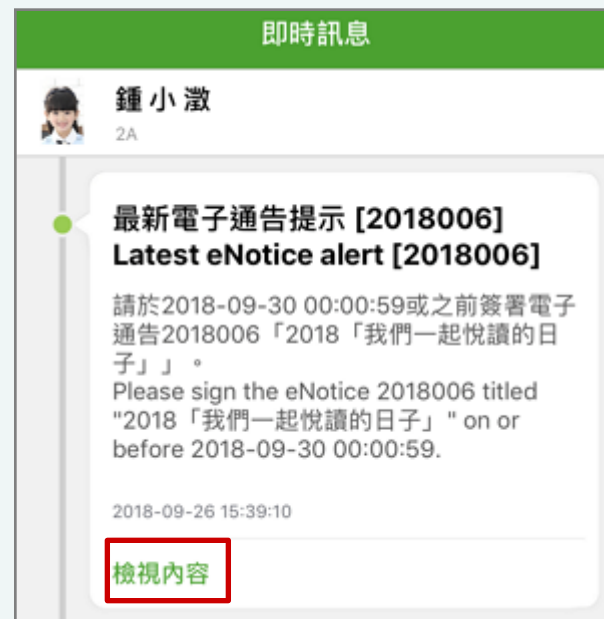 即時訊息
鍾小澂
2A
最新電子通告提示 [2018006]
Latest eNotice alert [2018006]
請於2018-09-30 00:00:59或之前簽署電子
通告2018006「2018「我們一起悅讀的日
子」」。
Please sign the eNotice 2018006 titled
"2018「我們一起悅讀的日子」" on or
before 2018-09-30 00:00:59.
2018-09-26 15:39:10
檢視內容